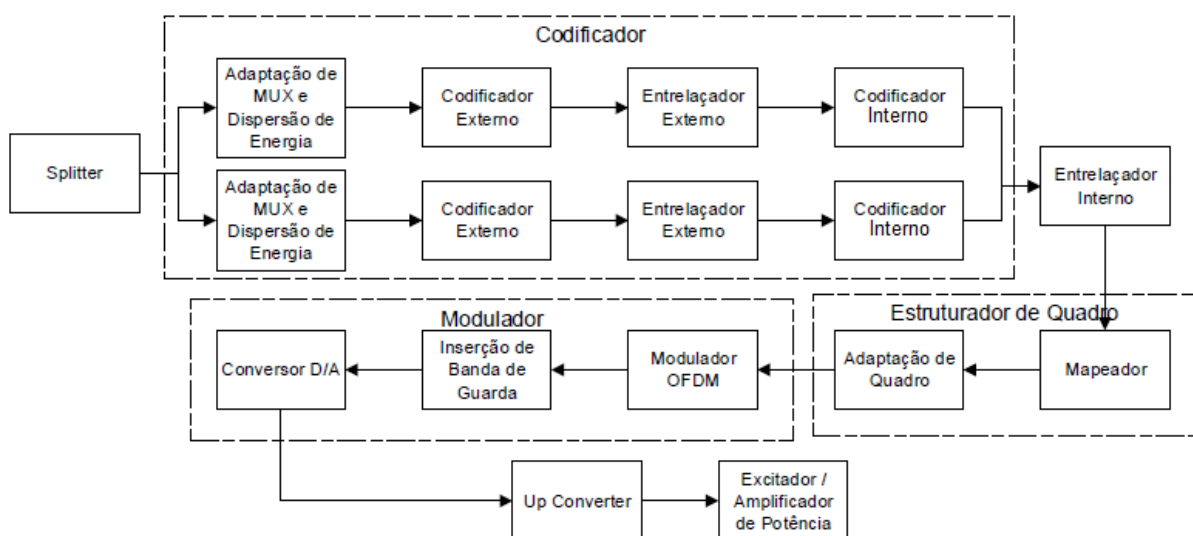 Codificador
Adaptação de
MUX e
Dispersão de
Energia
Codificador
Externo
Entrelaçador
Externo
Codificador
Interno
Splitter
Adaptação de
MUX e
Dispersão de
Energia
Codificador
Externo
Entrelaçador
Externo
Codificador
Interno
Entrelaçador
Interno
Estruturador de Quadro
Mapeador
Adaptação de
Quadro
Modulador
Modulador
OFDM
Inserção de
Banda de
Guarda
Conversor D/A
Up Converter
Excitador /
Amplificador
de Potência